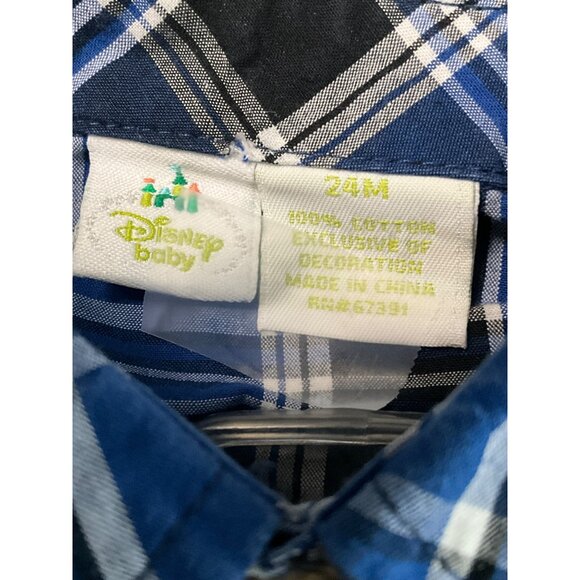 Disney
baby
24M
100% COTTON
EXCLUSIVE OF
DECORATION
MADE IN CHINA
RN#67391